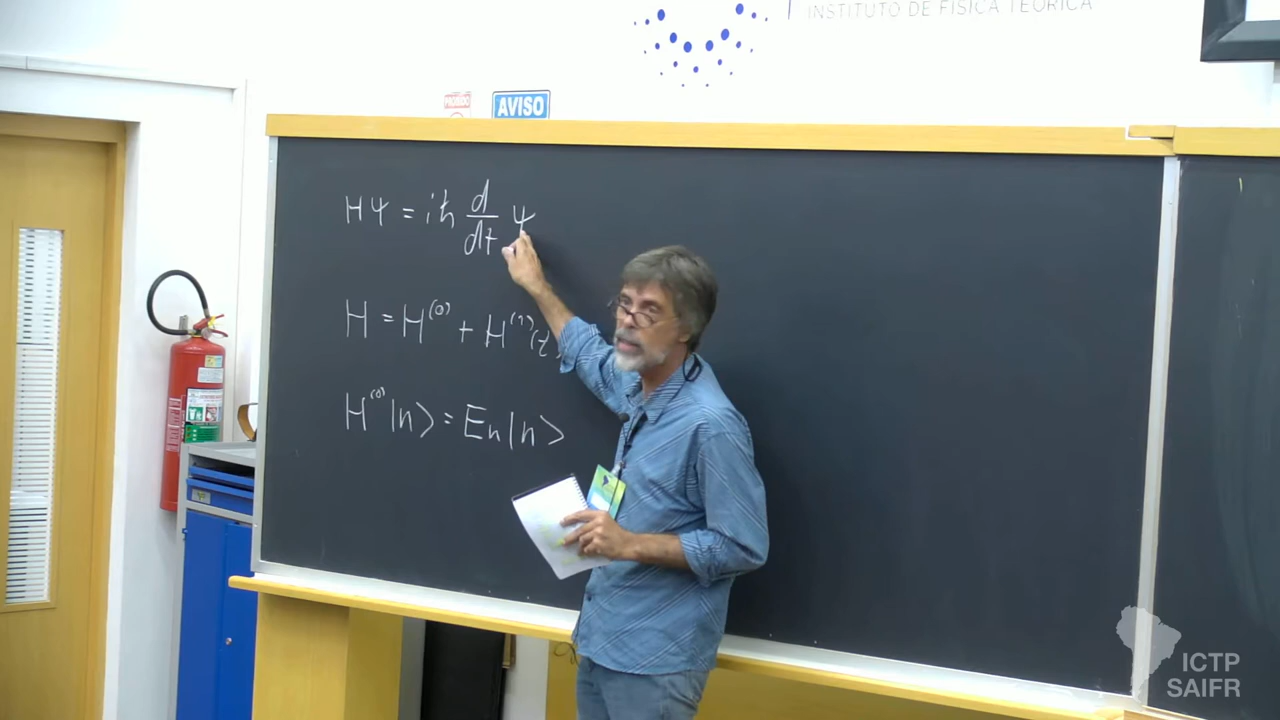 INSTITUTO DE FÍSICA TEÓRICA
AVISO
HΨ = iħ d/dt Ψ
H = H⁽⁰⁾ + H⁽¹⁾(t
H⁽⁰⁾|n> = En|n>
ICTP
SAIFR